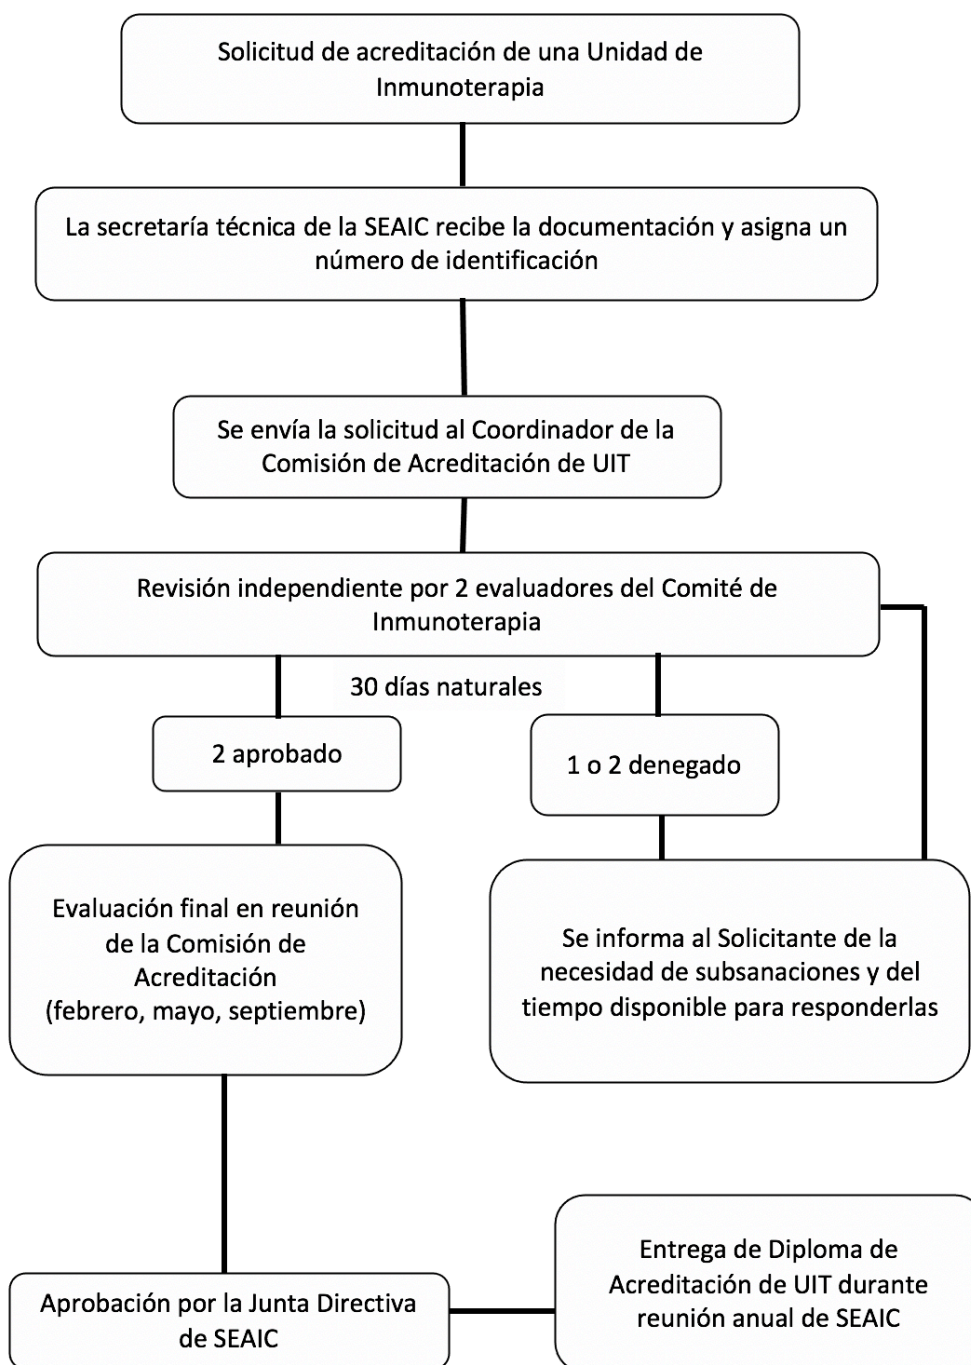 Solicitud de acreditación de una Unidad de
Inmunoterapia
La secretaría técnica de la SEAIC recibe la documentación y asigna un
número de identificación
Se envía la solicitud al Coordinador de la
Comisión de Acreditación de UIT
Revisión independiente por 2 evaluadores del Comité de
Inmunoterapia
30 días naturales
2 aprobado
1 o 2 denegado
Evaluación final en reunión
de la Comisión de
Acreditación
(febrero, mayo, septiembre)
Se informa al Solicitante de la
necesidad de subsanaciones y del
tiempo disponible para responderlas
Aprobación por la Junta Directiva
de SEAIC
Entrega de Diploma de
Acreditación de UIT durante
reunión anual de SEAIC